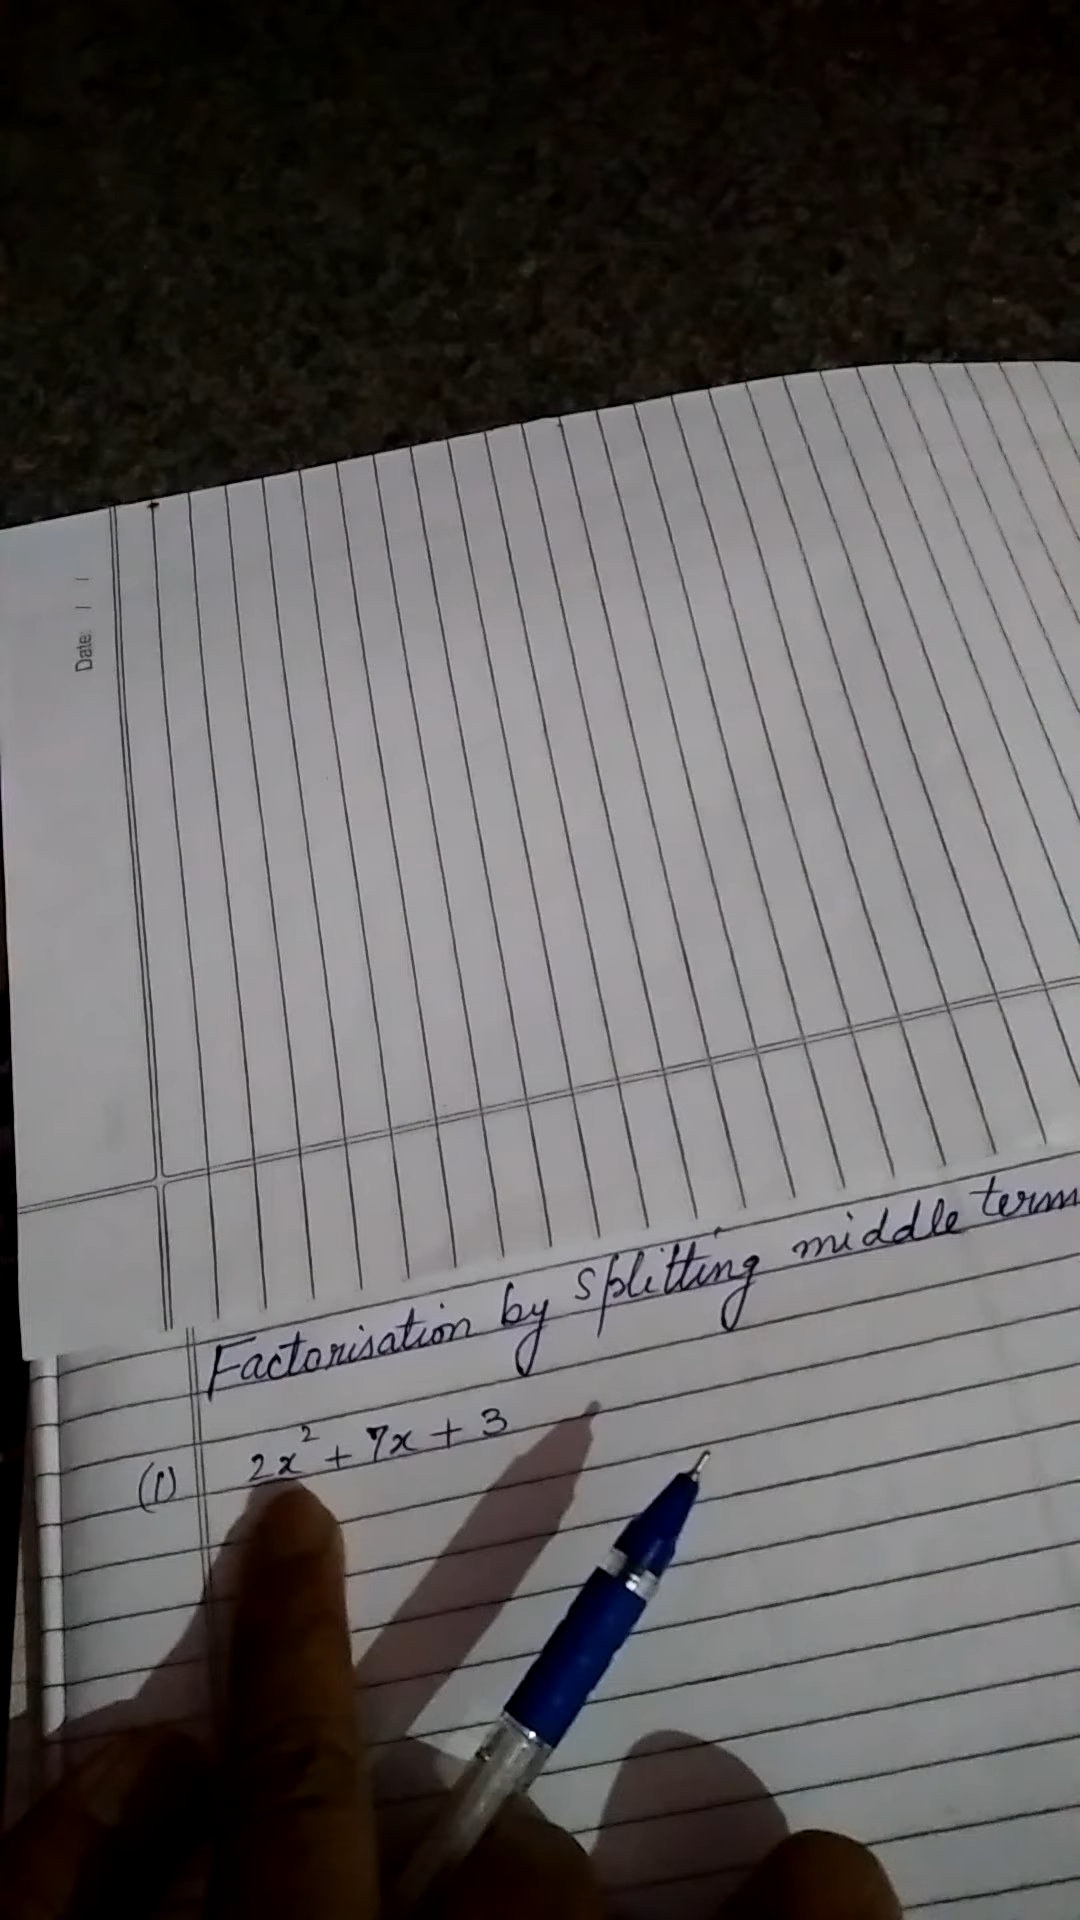 Date: / /
Factorisation by splitting middle term
(1) 2x² + 7x + 3